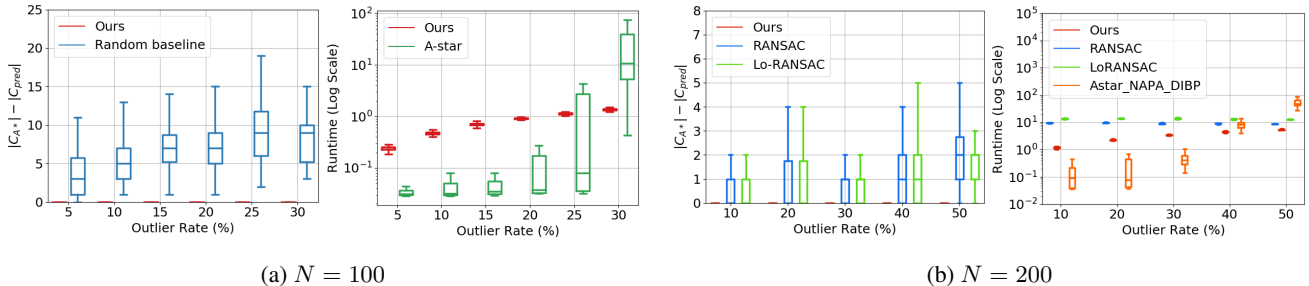 Ours
Random baseline
|C_{A*}| − |C_{pred}|
25
20
15
10
5
0
5 10 15 20 25 30
Outlier Rate (%)
Ours
A-star
Runtime (Log Scale)
10^2
10^1
10^0
10^{−1}
5 10 15 20 25 30
Outlier Rate (%)
(a) N = 100
Ours
RANSAC
Lo-RANSAC
|C_{A*}| − |C_{pred}|
8
7
6
5
4
3
2
1
0
10 20 30 40 50
Outlier Rate (%)
Ours
RANSAC
LoRANSAC
Astar_NAPA_DIBP
Runtime (Log Scale)
10^5
10^4
10^3
10^2
10^1
10^0
10^{−1}
10^{−2}
10 20 30 40 50
Outlier Rate (%)
(b) N = 200